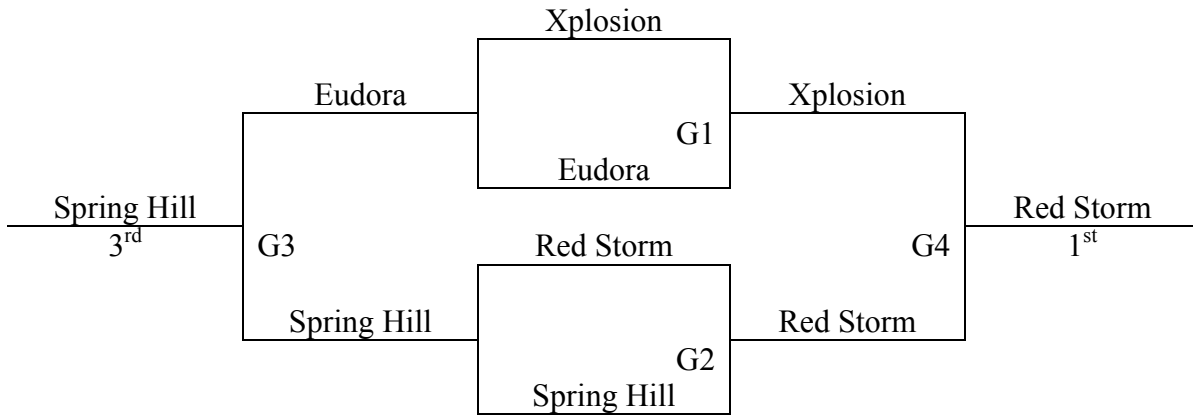 Xplosion
Eudora
Xplosion
G1
Eudora
Spring Hill
Red Storm
3rd
G3
Red Storm
G4
1st
Spring Hill
Red Storm
G2
Spring Hill